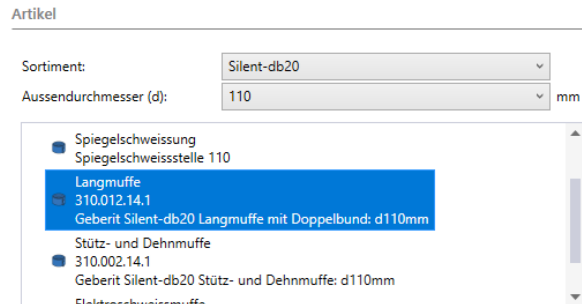 Artikel
Sortiment: Silent-db20
Aussendurchmesser (d): 110 mm
Spiegelschweissung
Spiegelschweissstelle 110
Langmuffe
310.012.14.1
Geberit Silent-db20 Langmuffe mit Doppelbund: d110mm
Stütz- und Dehnmuffe
310.002.14.1
Geberit Silent-db20 Stütz- und Dehnmuffe: d110mm
Elektroschweissmuffe